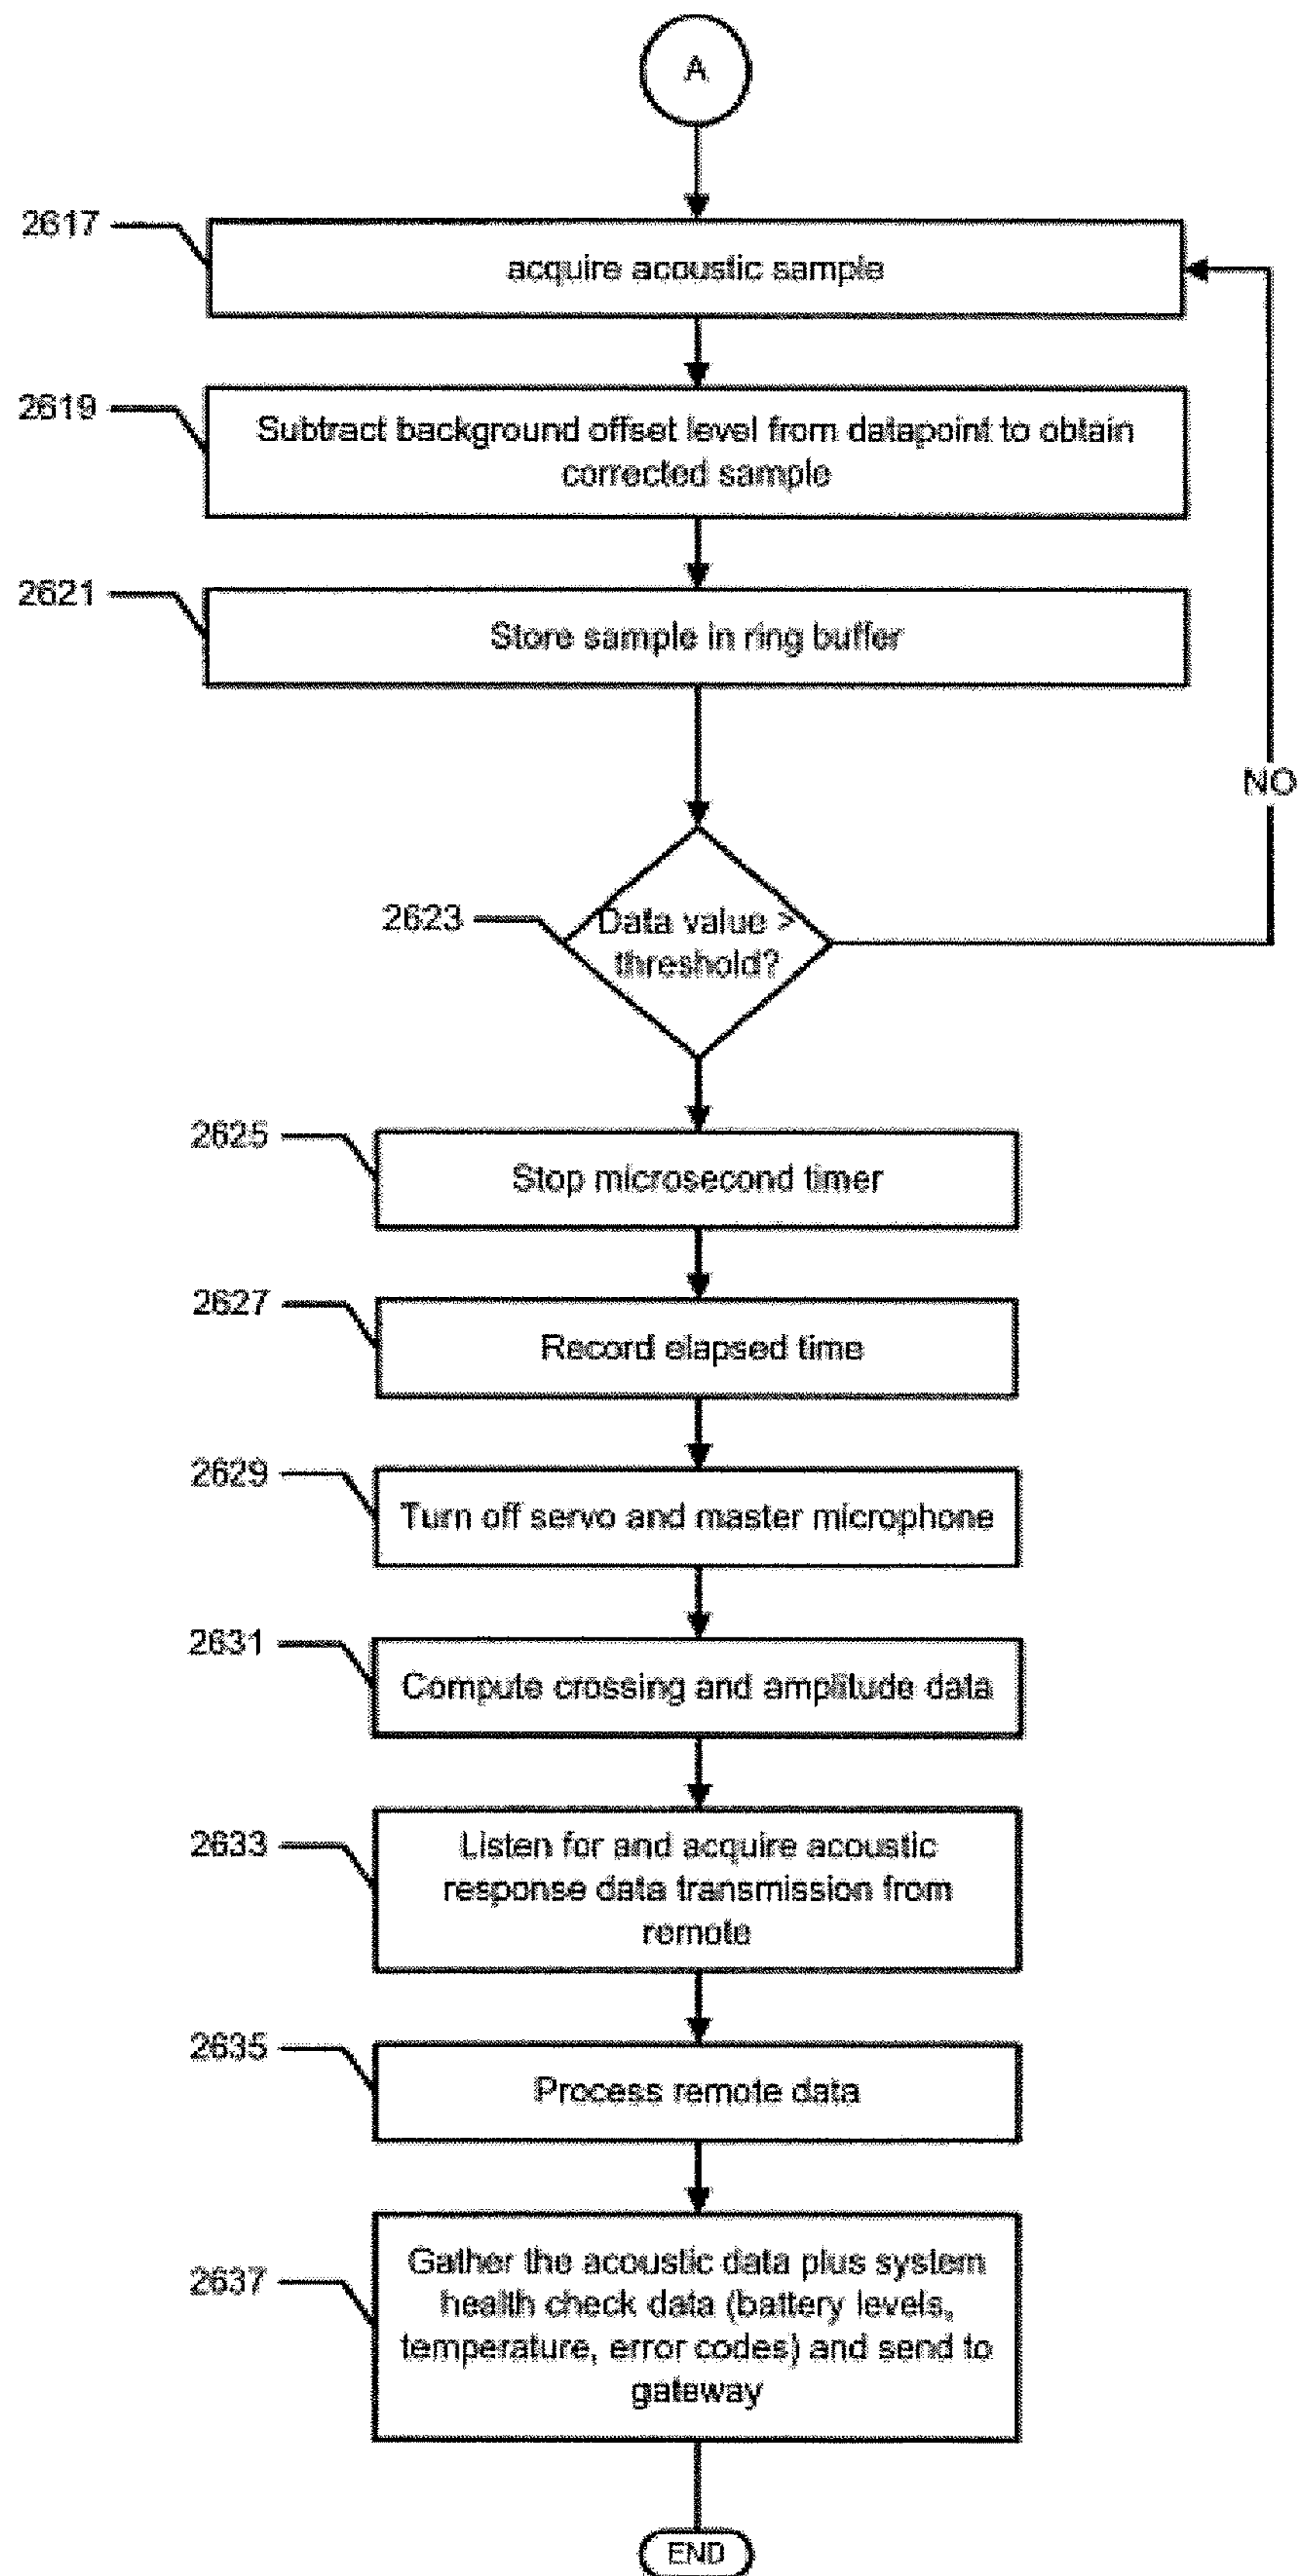 A
2617
acquire acoustic sample
2619
Subtract background offset level from datapoint to obtain
corrected sample
2621
Store sample in ring buffer
NO
2623
Data value >
threshold?
2625
Stop microsecond timer
2627
Record elapsed time
2629
Turn off servo and master microphone
2631
Compute crossing and amplitude data
2633
Listen for and acquire acoustic
response data transmission from
remote
2635
Process remote data
2637
Gather the acoustic data plus system
health check data (battery levels,
temperature, error codes) and send to
gateway
END